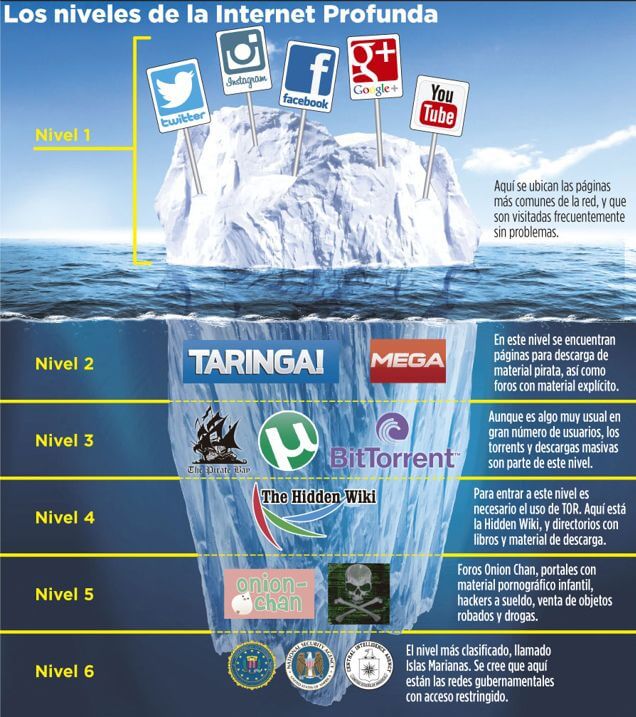 Los niveles de la Internet Profunda
Nivel 1
twitter
Instagram
facebook
g+
Google+
You
Tube
Aquí se ubican las páginas
más comunes de la red, y que
son visitadas frecuentemente
sin problemas.
Nivel 2
TARINGA!
MEGA
En este nivel se encuentran
páginas para descarga de
material pirata, así como
foros con material explícito.
Nivel 3
The Pirate Bay
µ
BitTorrent™
Aunque es algo muy usual en
gran número de usuarios, los
torrents y descargas masivas
son parte de este nivel.
Nivel 4
The Hidden Wiki
Para entrar a este nivel es
necesario el uso de TOR. Aquí está
la Hidden Wiki, y directorios con
libros y material de descarga.
Nivel 5
onion-
chan
Foros Onion Chan, portales con
material pornográfico infantil,
hackers a sueldo, venta de objetos
robados y drogas.
Nivel 6
NATIONAL SECURITY AGENCY
CENTRAL INTELLIGENCE AGENCY
El nivel más clasificado, llamado
Islas Marianas. Se cree que aquí
están las redes gubernamentales
con acceso restringido.